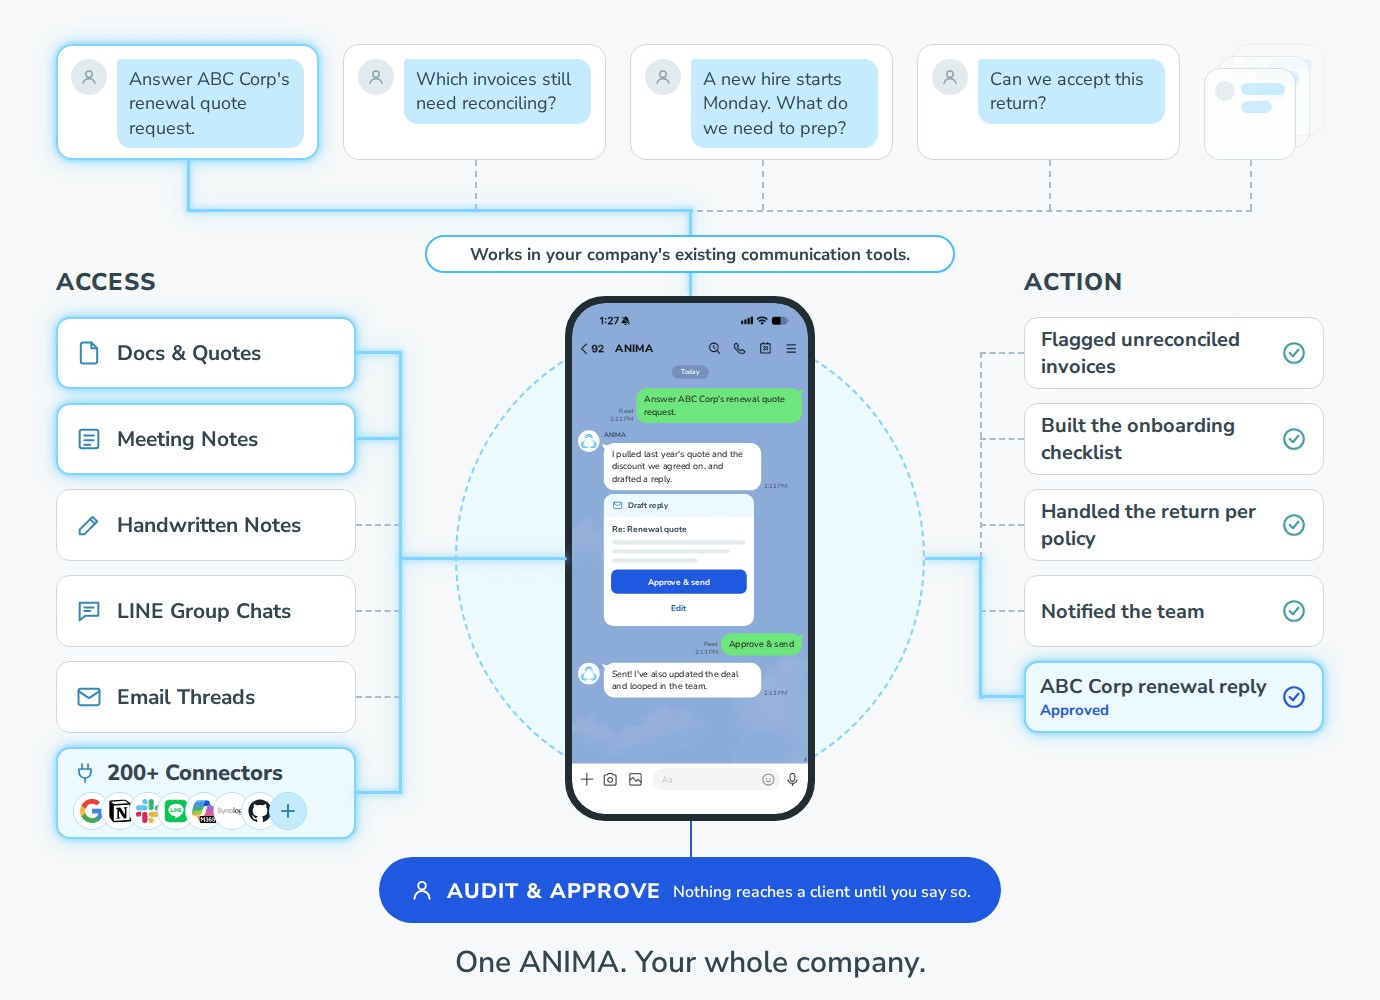 Answer ABC Corp's
renewal quote
request.
Which invoices still
need reconciling?
A new hire starts
Monday. What do
we need to prep?
Can we accept this
return?
Works in your company's existing communication tools.
ACCESS
Docs & Quotes
Meeting Notes
Handwritten Notes
LINE Group Chats
Email Threads
200+ Connectors
G
N
LINE
M365
1:27
92 ANIMA
31
Today
Answer ABC Corp's renewal quote
request.
Read
2:12 PM
ANIMA
I pulled last year's quote and the
discount we agreed on, and
drafted a reply.
2:13 PM
Draft reply
Re: Renewal quote
Approve & send
Edit
Approve & send
Read
2:13 PM
Sent! I've also updated the deal
and looped in the team.
2:13 PM
Aa
ACTION
Flagged unreconciled
invoices
Built the onboarding
checklist
Handled the return per
policy
Notified the team
ABC Corp renewal reply
Approved
AUDIT & APPROVE Nothing reaches a client until you say so.
One ANIMA. Your whole company.